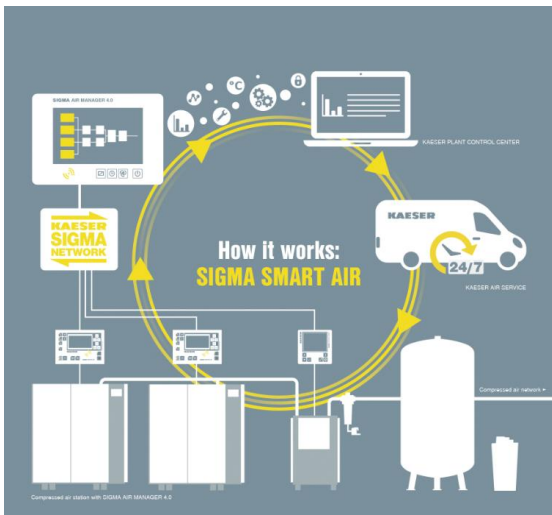 SIGMA AIR MANAGER 4.0
°C
KAESER PLANT CONTROL CENTER
KAESER
SIGMA
NETWORK
KAESER
24/7
KAESER AIR SERVICE
How it works:
SIGMA SMART AIR
Compressed air network
Compressed air station with SIGMA AIR MANAGER 4.0